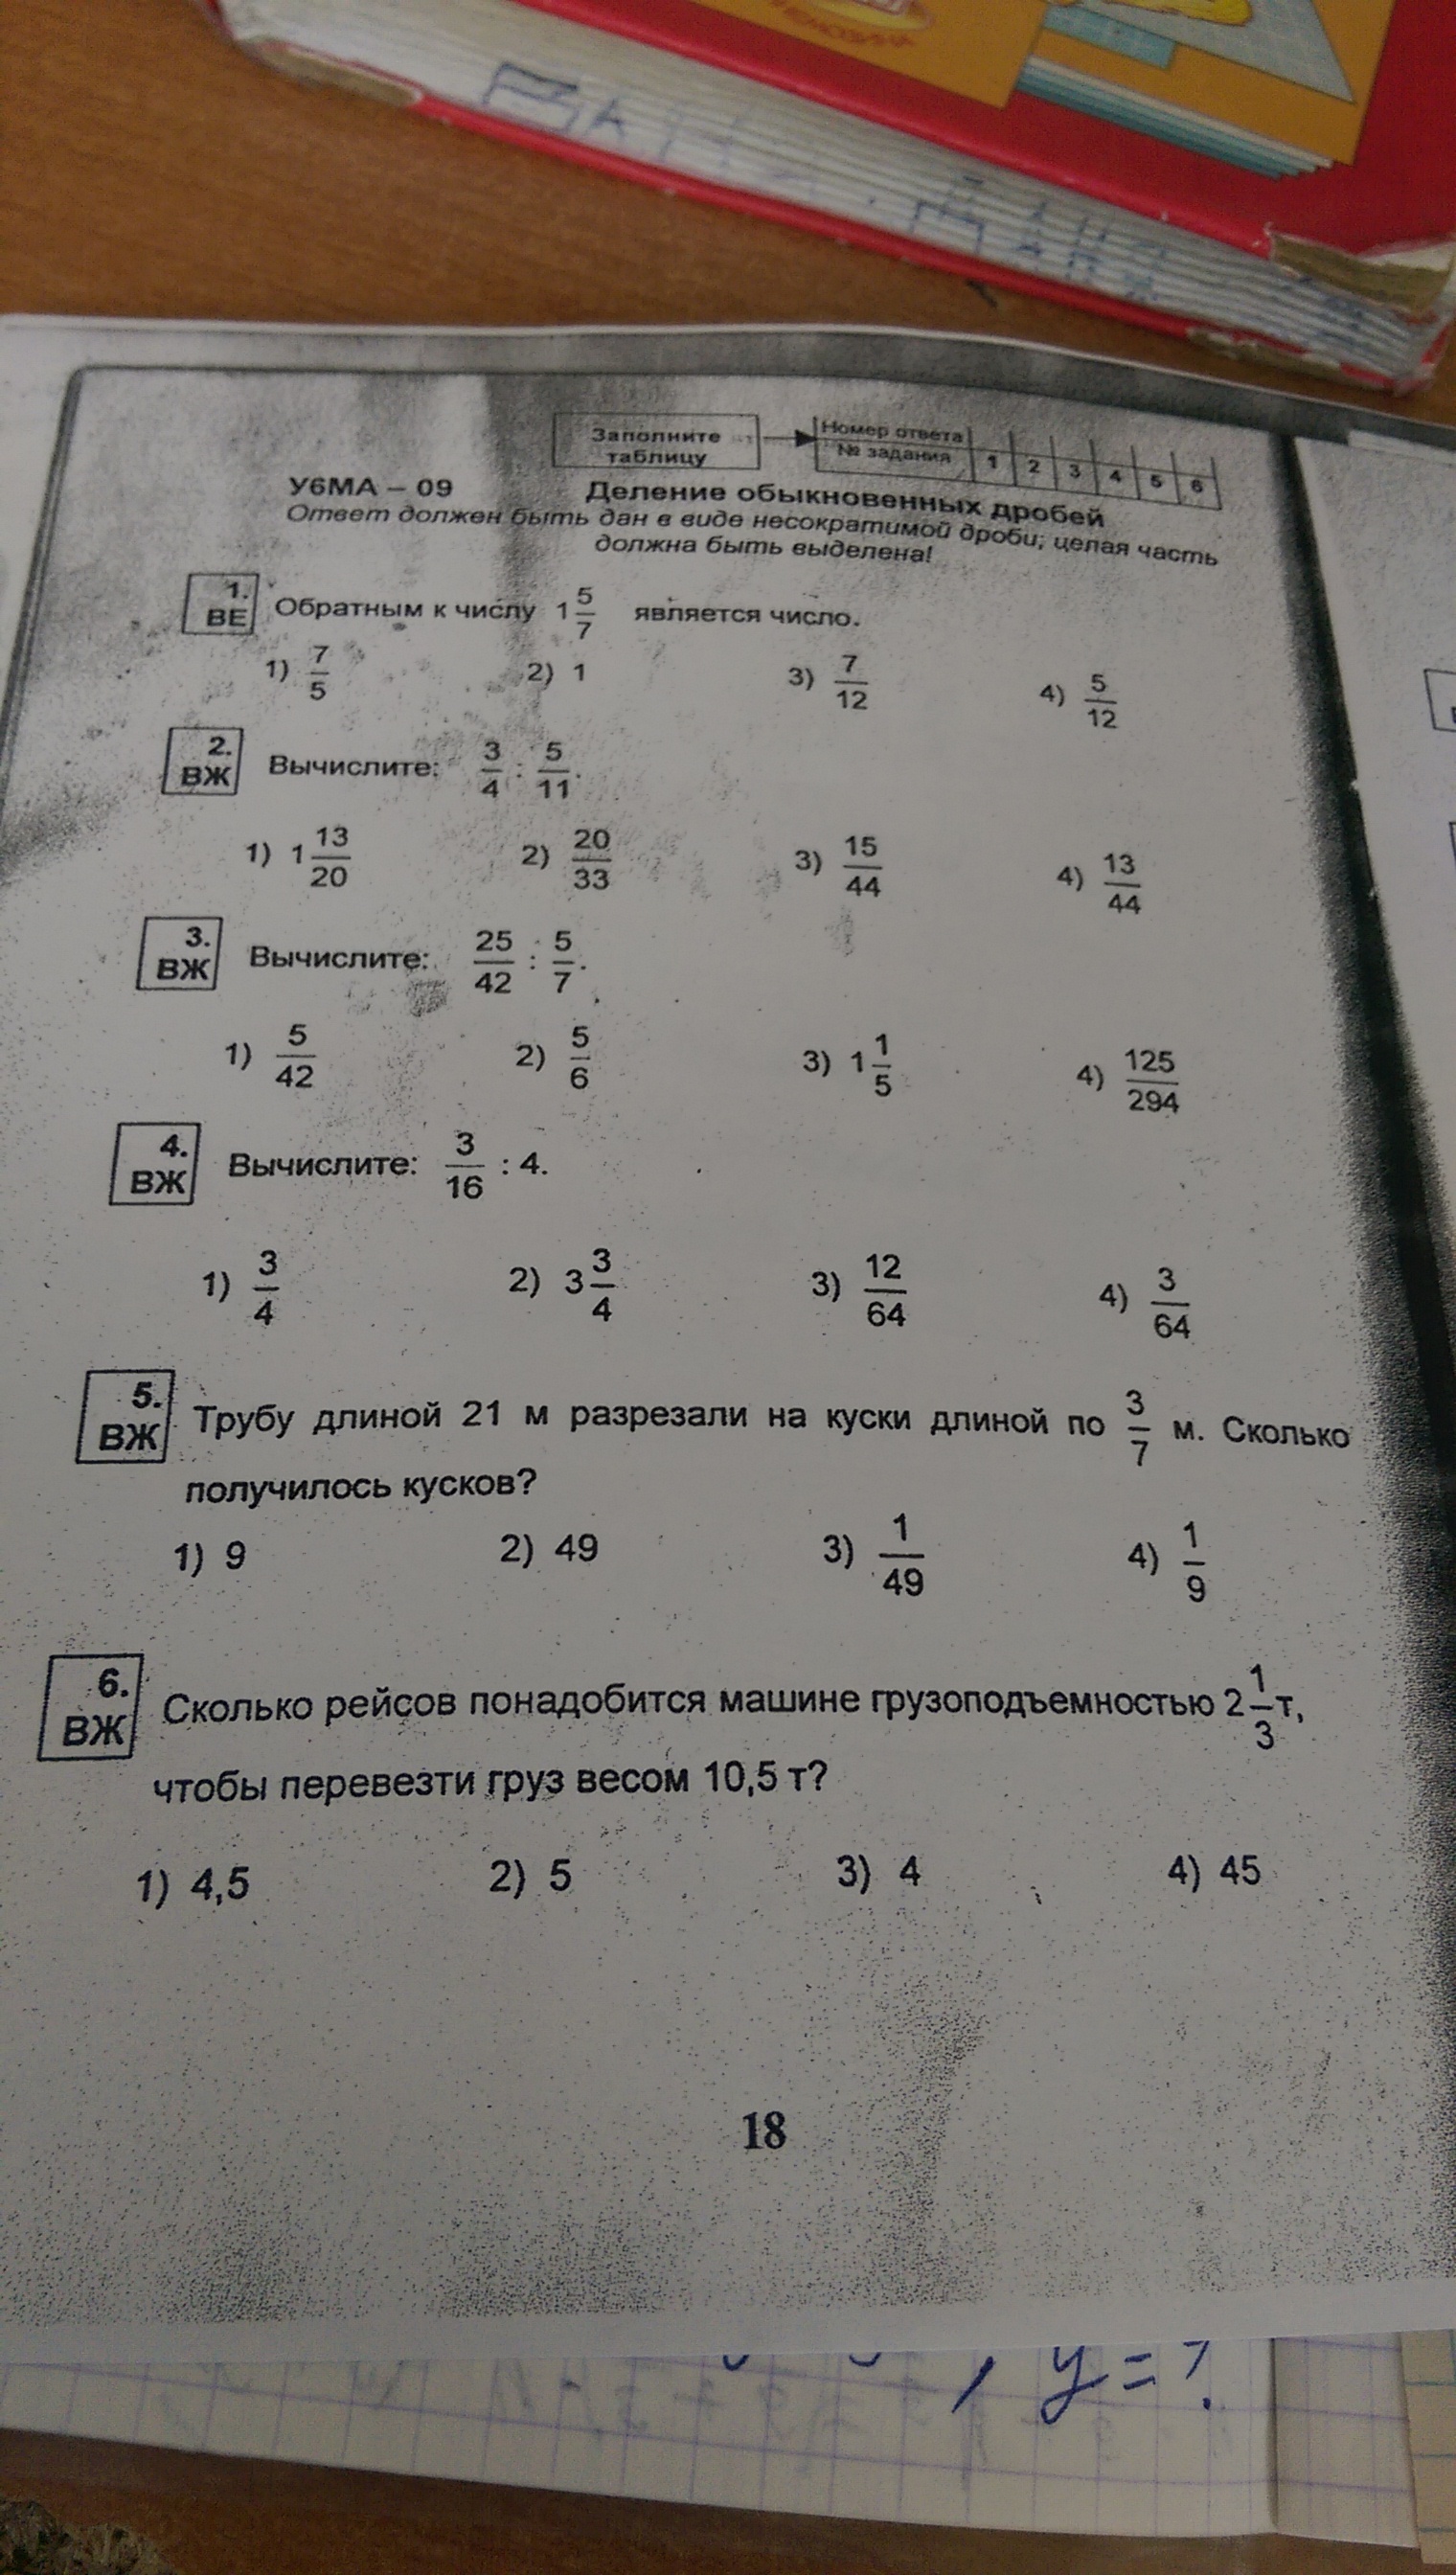 Заполните таблицу
Номер ответа
№ задания 1 2 3 4 5 6
У6МА – 09 Деление обыкновенных дробей
Ответ должен быть дан в виде несократимой дроби; целая часть
должна быть выделена!
1. ВЕ Обратным к числу 1 5/7 является число.
1) 7/5 2) 1 3) 7/12 4) 5/12
2. ВЖ Вычислите: 3/4 : 5/11.
1) 1 13/20 2) 20/33 3) 15/44 4) 13/44
3. ВЖ Вычислите: 25/42 : 5/7.
1) 5/42 2) 5/6 3) 1 1/5 4) 125/294
4. ВЖ Вычислите: 3/16 : 4.
1) 3/4 2) 3 3/4 3) 12/64 4) 3/64
5. ВЖ Трубу длиной 21 м разрезали на куски длиной по 3/7 м. Сколько
получилось кусков?
1) 9 2) 49 3) 1/49 4) 1/9
6. ВЖ Сколько рейсов понадобится машине грузоподъемностью 2 1/3 т,
чтобы перевезти груз весом 10,5 т?
1) 4,5 2) 5 3) 4 4) 45
18
, y = ?